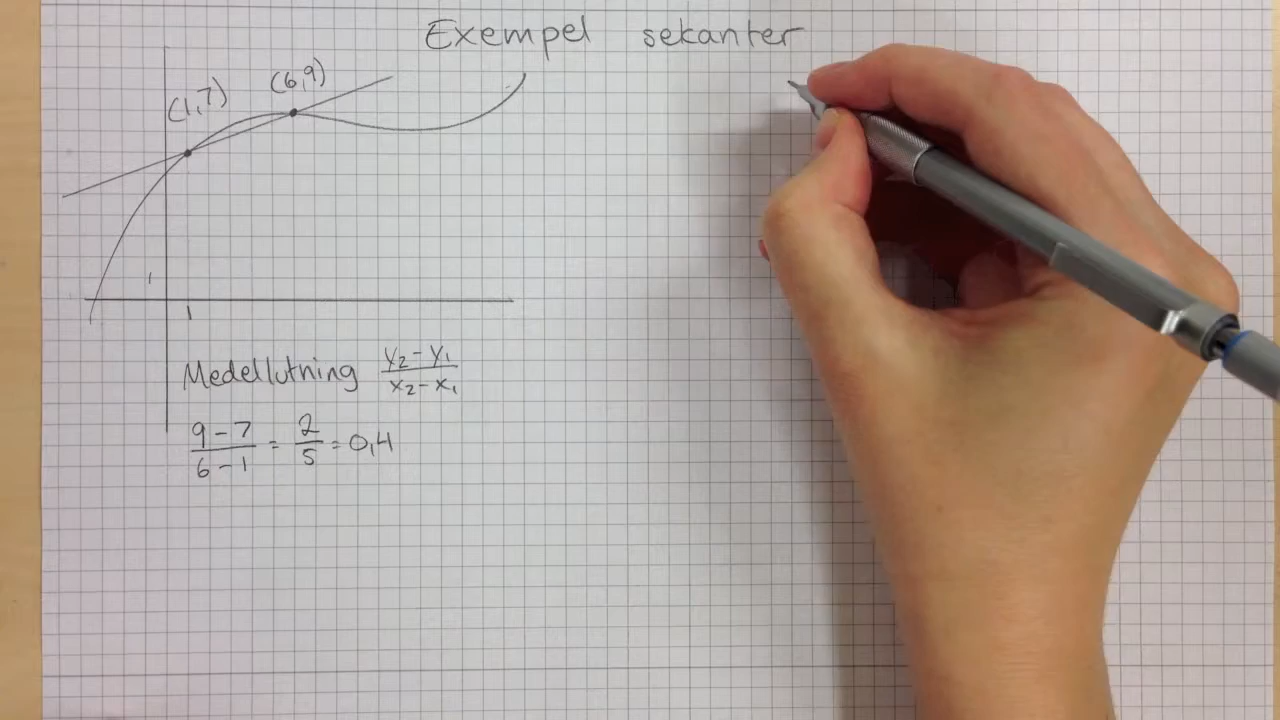 Exempel sekanter
(1,7) (6,9)
1
1
Medellutning y₂-y₁/x₂-x₁
9-7/6-1 = 2/5 = 0,4